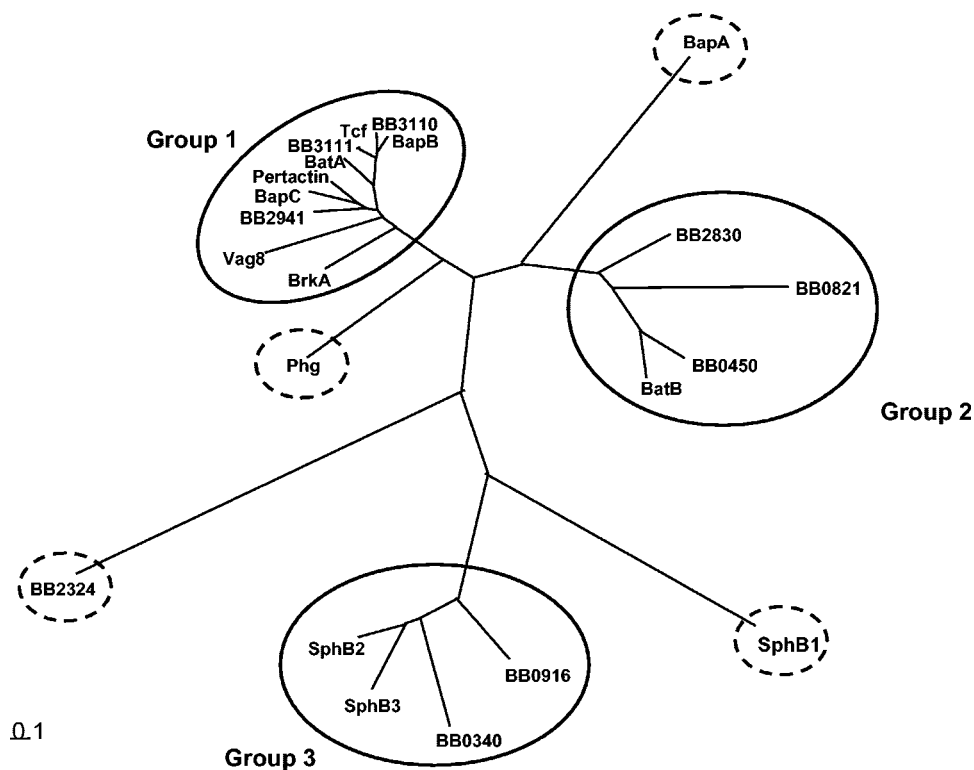 BapA
Group 1
Tcf
BB3110
BB3111
BapB
BatA
Pertactin
BapC
BB2941
Vag8
BrkA
BB2830
BB0821
Phg
BB0450
BatB
Group 2
BB2324
SphB2
SphB1
BB0916
SphB3
BB0340
0.1
Group 3